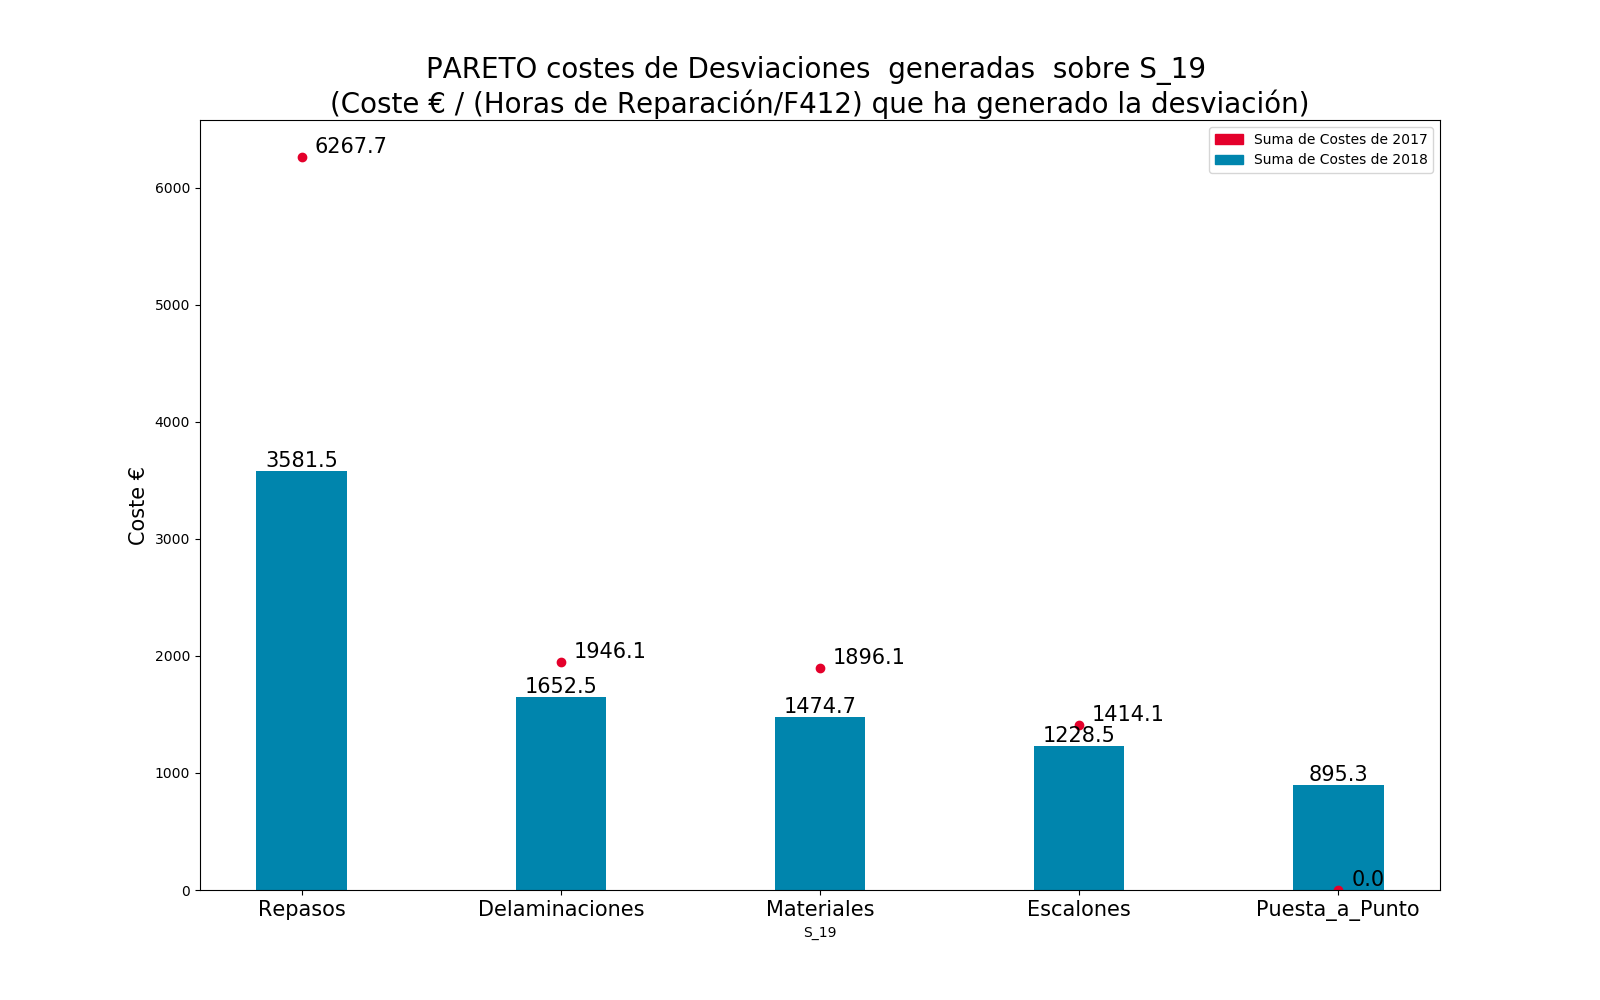 PARETO costes de Desviaciones  generadas  sobre S_19
(Coste € / (Horas de Reparación/F412) que ha generado la desviación)
Suma de Costes de 2017
Suma de Costes de 2018
Coste €
6000
5000
4000
3000
2000
1000
0
6267.7
3581.5
1946.1
1652.5
1896.1
1474.7
1414.1
1228.5
895.3
0.0
Repasos
Delaminaciones
Materiales
Escalones
Puesta_a_Punto
S_19